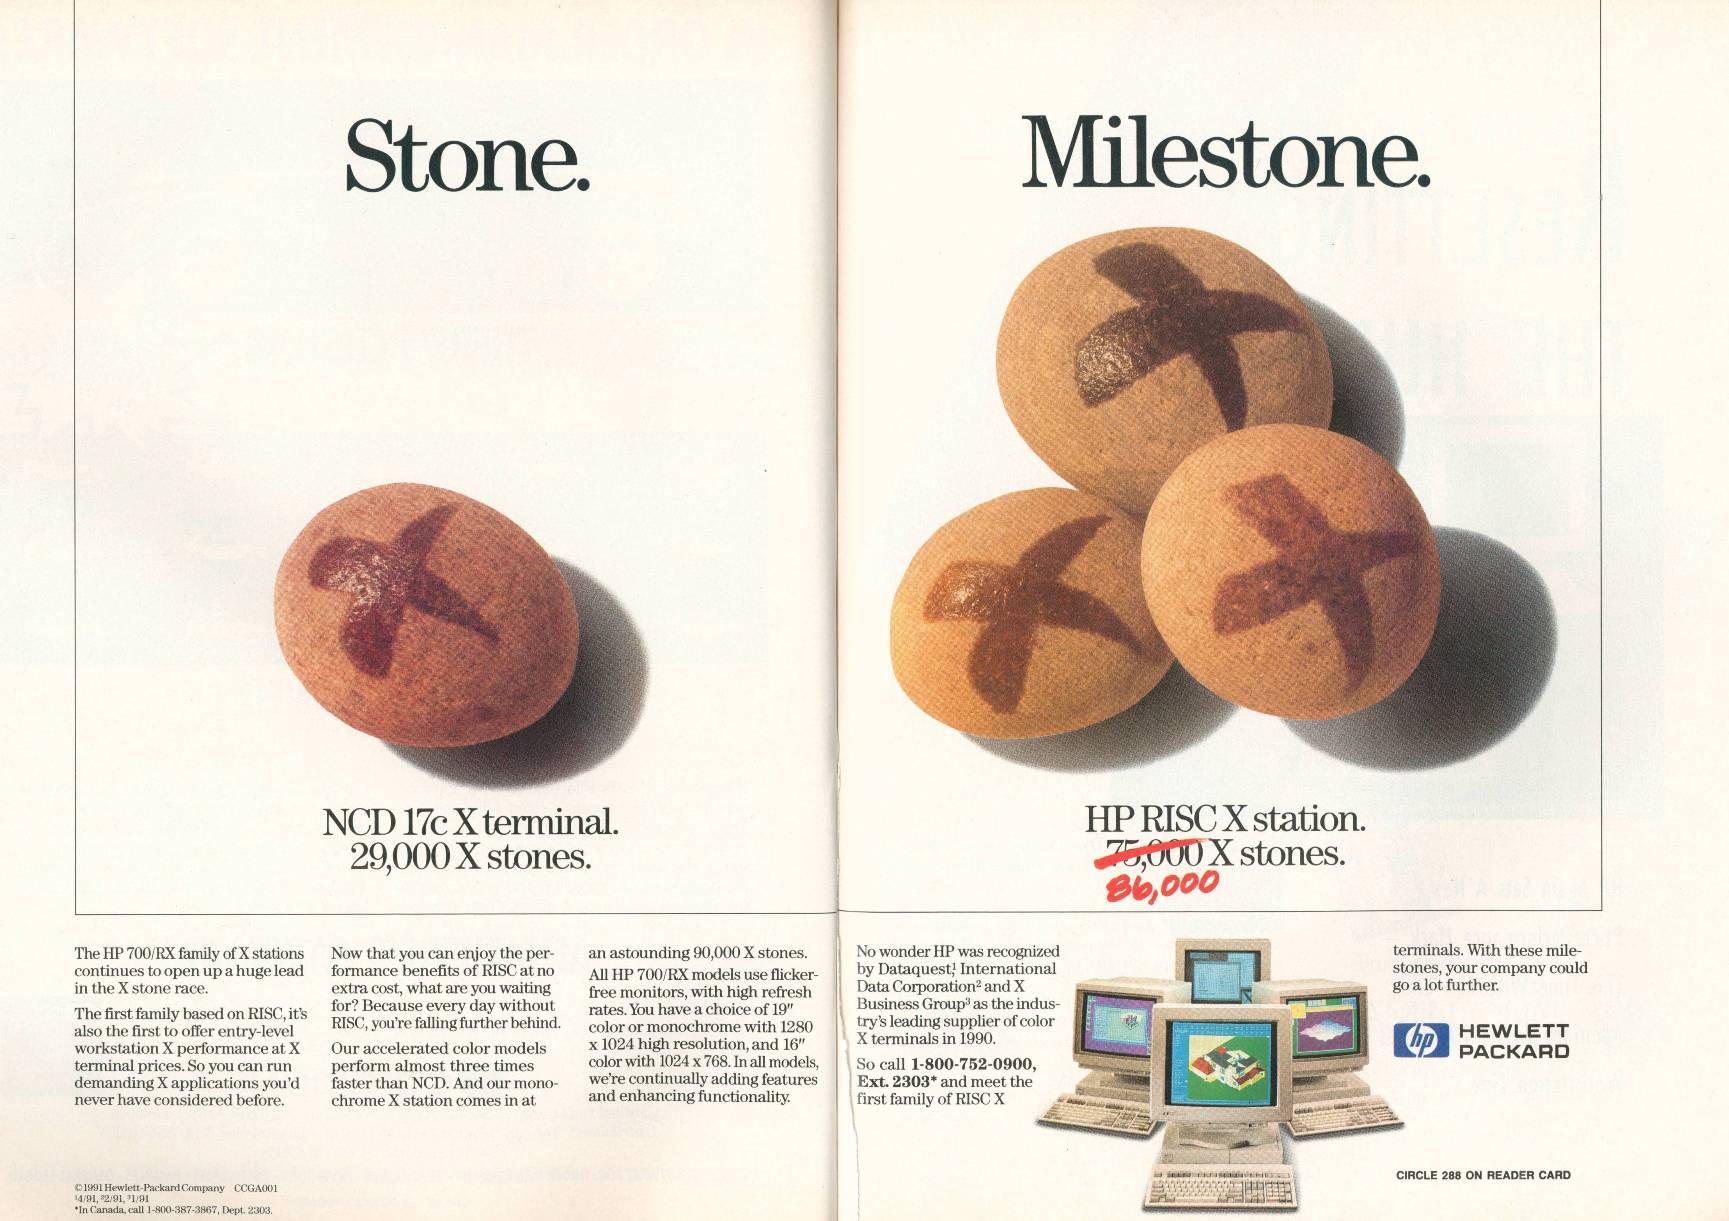 Stone.
NCD 17c X terminal.
29,000 X stones.
Milestone.
HP RISC X station.
75,000 X stones.
86,000
The HP 700/RX family of X stations
continues to open up a huge lead
in the X stone race.
The first family based on RISC, it's
also the first to offer entry-level
workstation X performance at X
terminal prices. So you can run
demanding X applications you'd
never have considered before.
Now that you can enjoy the per-
formance benefits of RISC at no
extra cost, what are you waiting
for? Because every day without
RISC, you're falling further behind.
Our accelerated color models
perform almost three times
faster than NCD. And our mono-
chrome X station comes in at
an astounding 90,000 X stones.
All HP 700/RX models use flicker-
free monitors, with high refresh
rates. You have a choice of 19"
color or monochrome with 1280
x 1024 high resolution, and 16"
color with 1024 x 768. In all models,
we're continually adding features
and enhancing functionality.
No wonder HP was recognized
by Dataquest,¹ International
Data Corporation² and X
Business Group³ as the indus-
try's leading supplier of color
X terminals in 1990.
So call 1-800-752-0900,
Ext. 2303* and meet the
first family of RISC X
terminals. With these mile-
stones, your company could
go a lot further.
hp HEWLETT
PACKARD
©1991 Hewlett-Packard Company CCGA001
¹4/91, ²2/91, ³1/91
*In Canada, call 1-800-387-3867, Dept. 2303.
CIRCLE 288 ON READER CARD